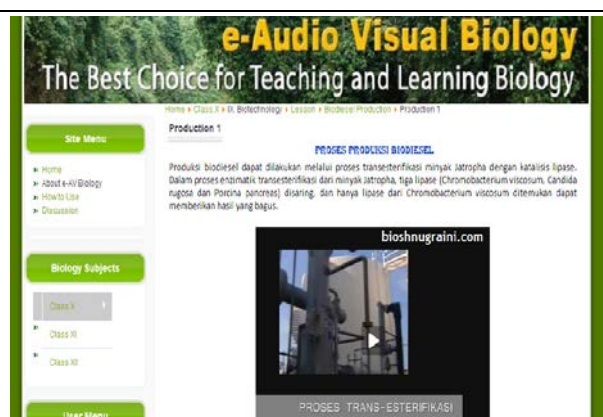 e-Audio Visual Biology
The Best Choice for Teaching and Learning Biology
Home Class X III. Biotechnology Lesson Biodiesel Production Production 1
Site Menu
Home
About e-AV Biology
How to Use
Discussion
Biology Subjects
Class X
Class XI
Class XII
User Menu
Production 1
PROSES PRODUKSI BIODIESEL
Produksi biodiesel dapat dilakukan melalui proses transesterifikasi minyak Jatropha dengan katalisis lipase.
Dalam proses enzimatik transesterifikasi dari minyak Jatropha, tiga lipase (Chromobacterium viscosum, Candida
rugosa dan Porcina pancreas) disaring, dan hanya lipase dari Chromobacterium viscosum ditemukan dapat
memberikan hasil yang bagus.
bioshnugraini.com
PROSES TRANS-ESTERIFIKASI